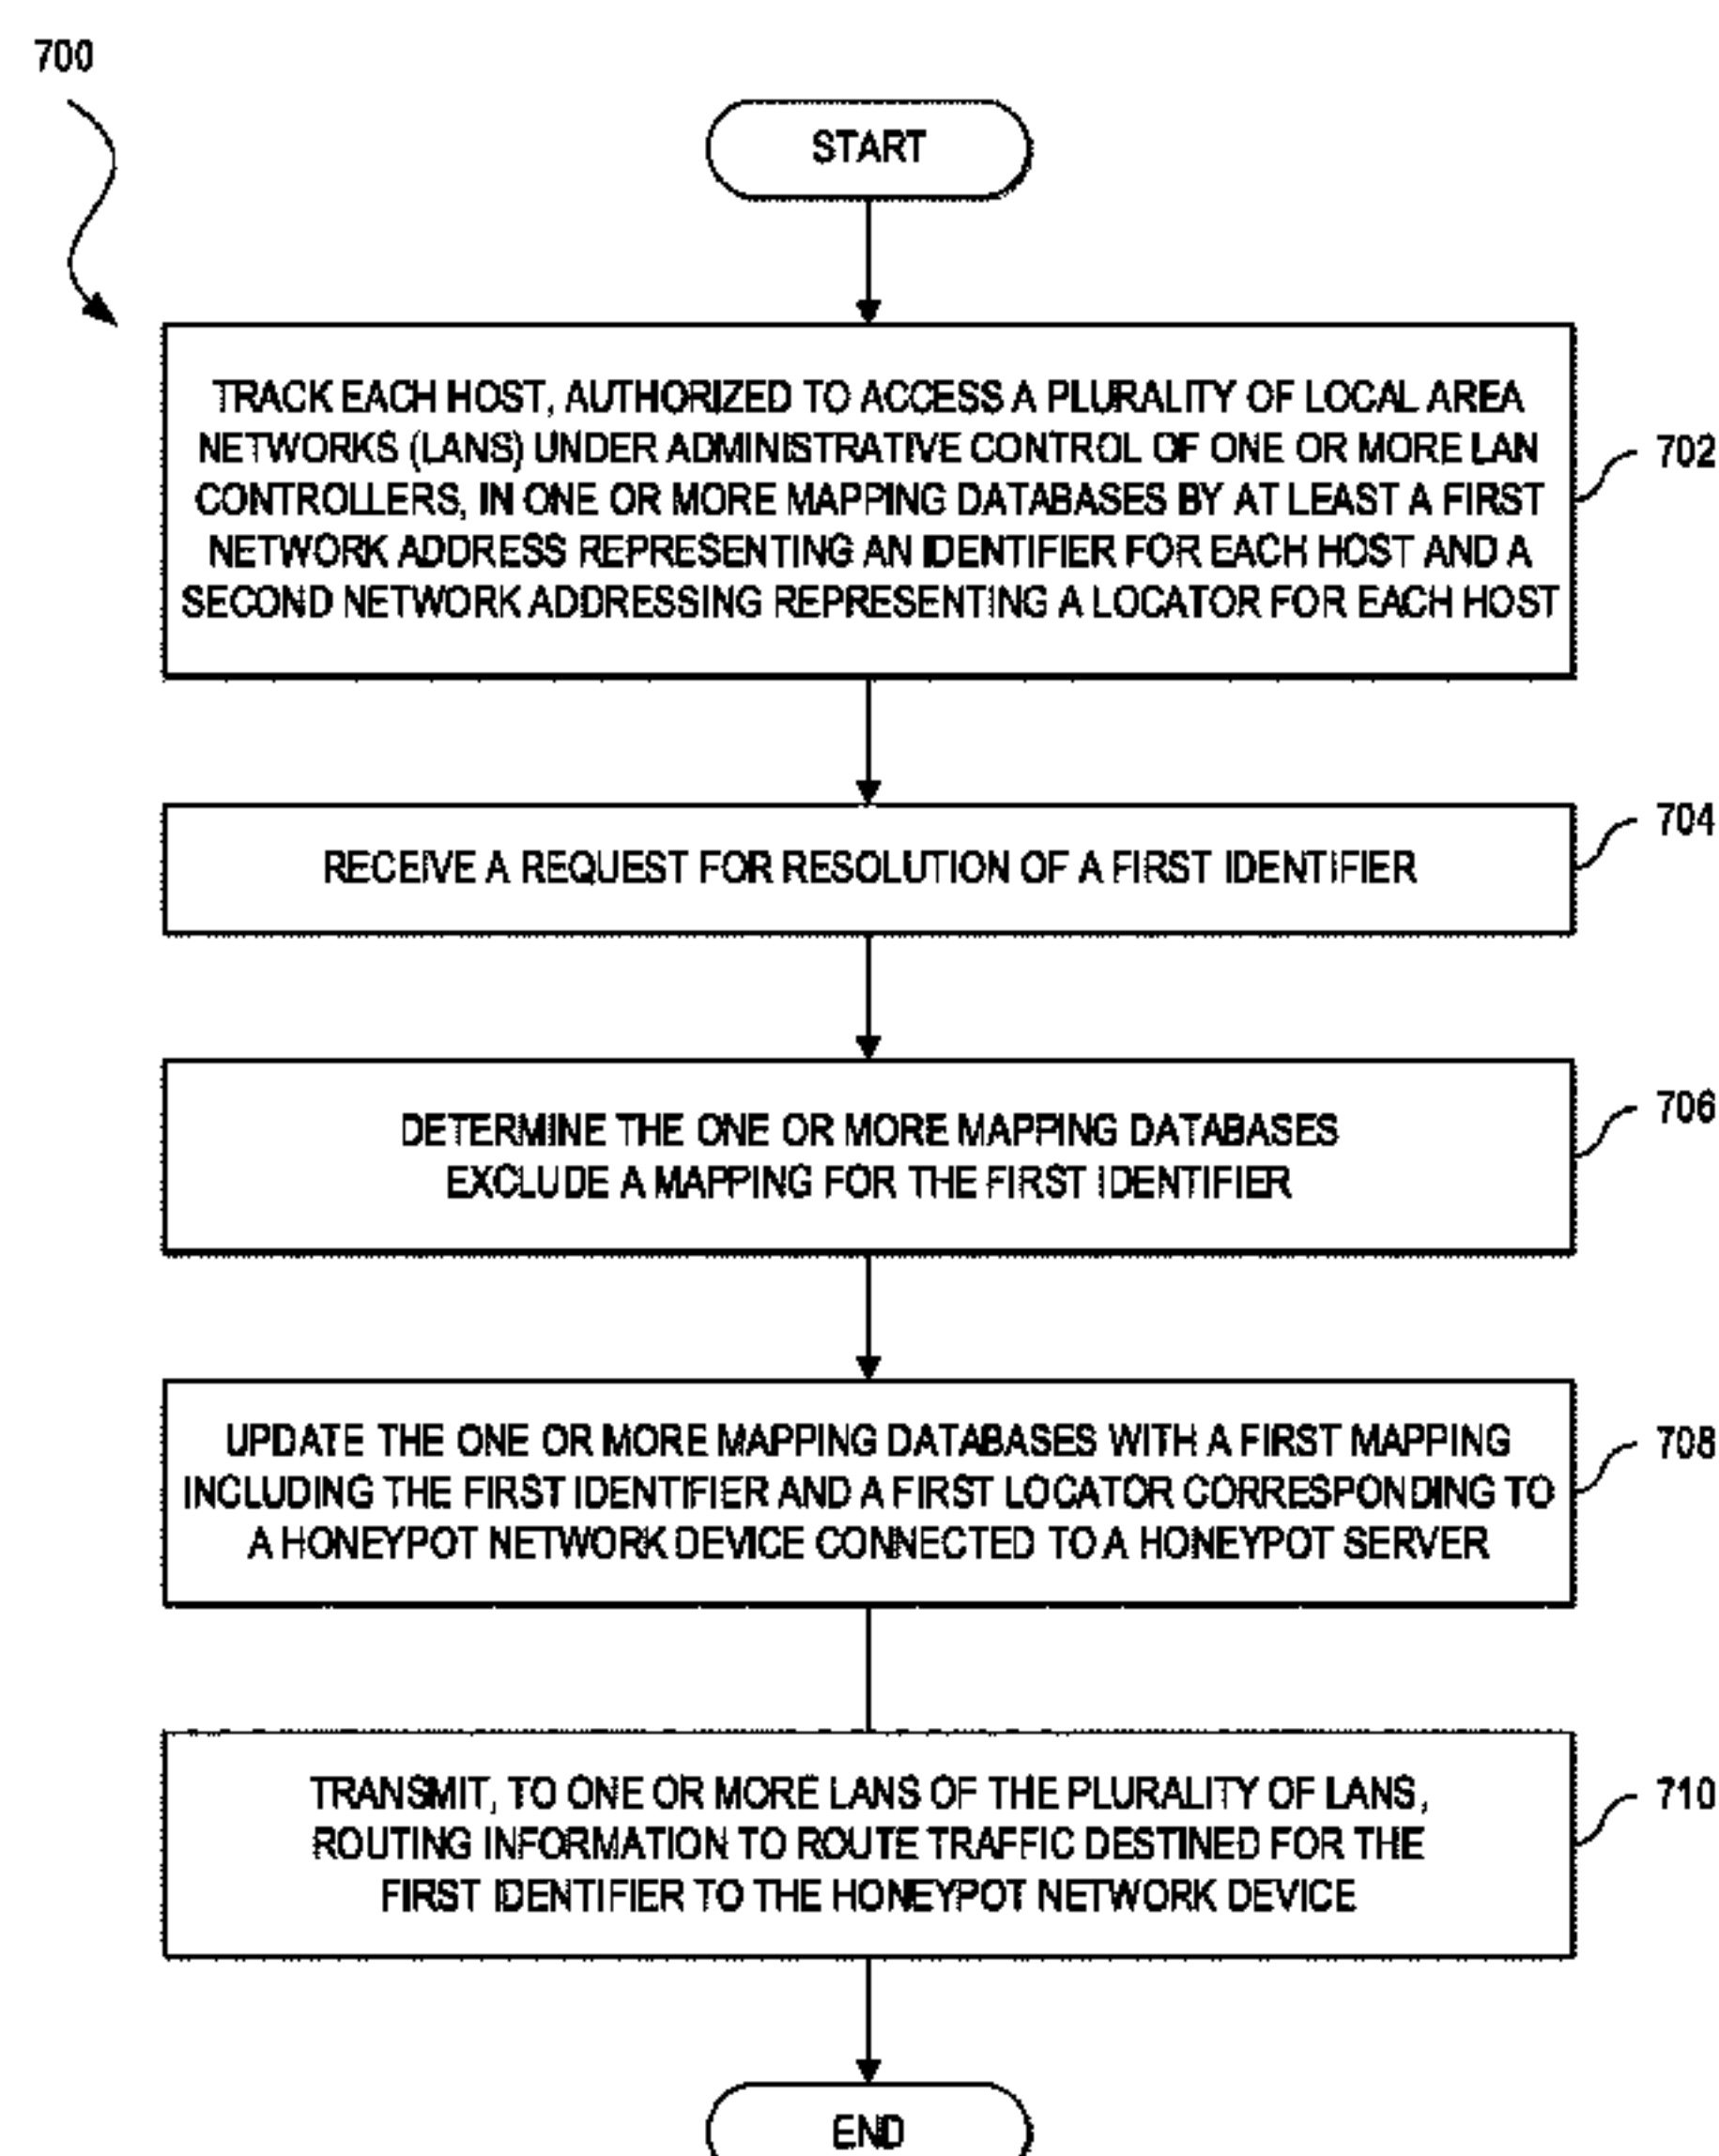 700
START
TRACK EACH HOST, AUTHORIZED TO ACCESS A PLURALITY OF LOCAL AREA
NETWORKS (LANS) UNDER ADMINISTRATIVE CONTROL OF ONE OR MORE LAN
CONTROLLERS, IN ONE OR MORE MAPPING DATABASES BY AT LEAST A FIRST
NETWORK ADDRESS REPRESENTING AN IDENTIFIER FOR EACH HOST AND A
SECOND NETWORK ADDRESSING REPRESENTING A LOCATOR FOR EACH HOST
702
RECEIVE A REQUEST FOR RESOLUTION OF A FIRST IDENTIFIER
704
DETERMINE THE ONE OR MORE MAPPING DATABASES
EXCLUDE A MAPPING FOR THE FIRST IDENTIFIER
706
UPDATE THE ONE OR MORE MAPPING DATABASES WITH A FIRST MAPPING
INCLUDING THE FIRST IDENTIFIER AND A FIRST LOCATOR CORRESPONDING TO
A HONEYPOT NETWORK DEVICE CONNECTED TO A HONEYPOT SERVER
708
TRANSMIT, TO ONE OR MORE LANS OF THE PLURALITY OF LANS,
ROUTING INFORMATION TO ROUTE TRAFFIC DESTINED FOR THE
FIRST IDENTIFIER TO THE HONEYPOT NETWORK DEVICE
710
END